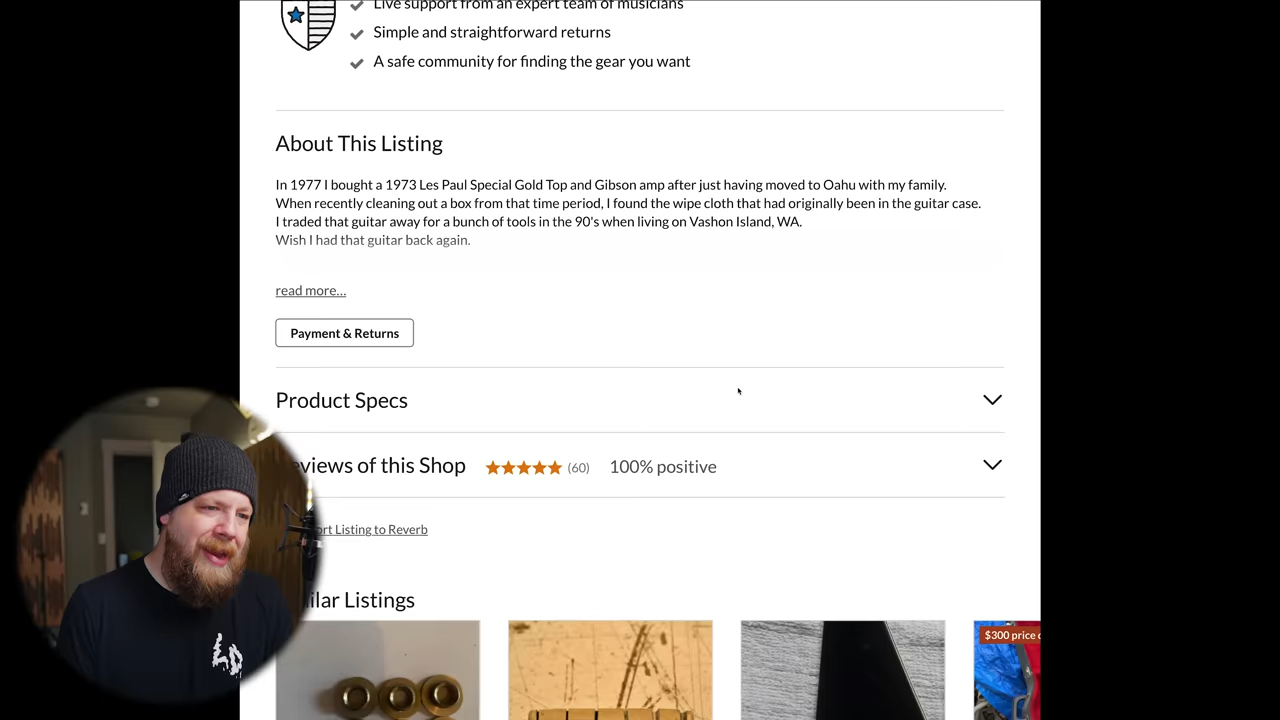 Live support from an expert team of musicians
Simple and straightforward returns
A safe community for finding the gear you want
About This Listing
In 1977 I bought a 1973 Les Paul Special Gold Top and Gibson amp after just having moved to Oahu with my family.
When recently cleaning out a box from that time period, I found the wipe cloth that had originally been in the guitar case.
I traded that guitar away for a bunch of tools in the 90's when living on Vashon Island, WA.
Wish I had that guitar back again.
read more...
Payment & Returns
Product Specs
eviews of this Shop (60) 100% positive
ort Listing to Reverb
ilar Listings
$300 price
LD